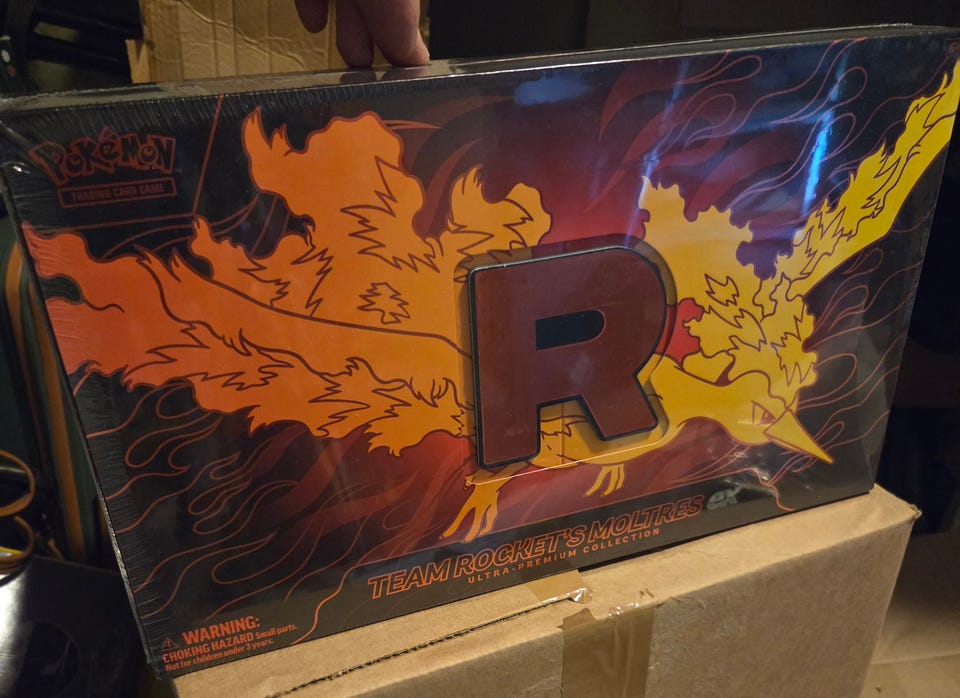 POKéMON
TRADING CARD GAME
R
TEAM ROCKET'S MOLTRES ex
ULTRA-PREMIUM COLLECTION
WARNING:
CHOKING HAZARD Small parts.
Not for children under 3 years.